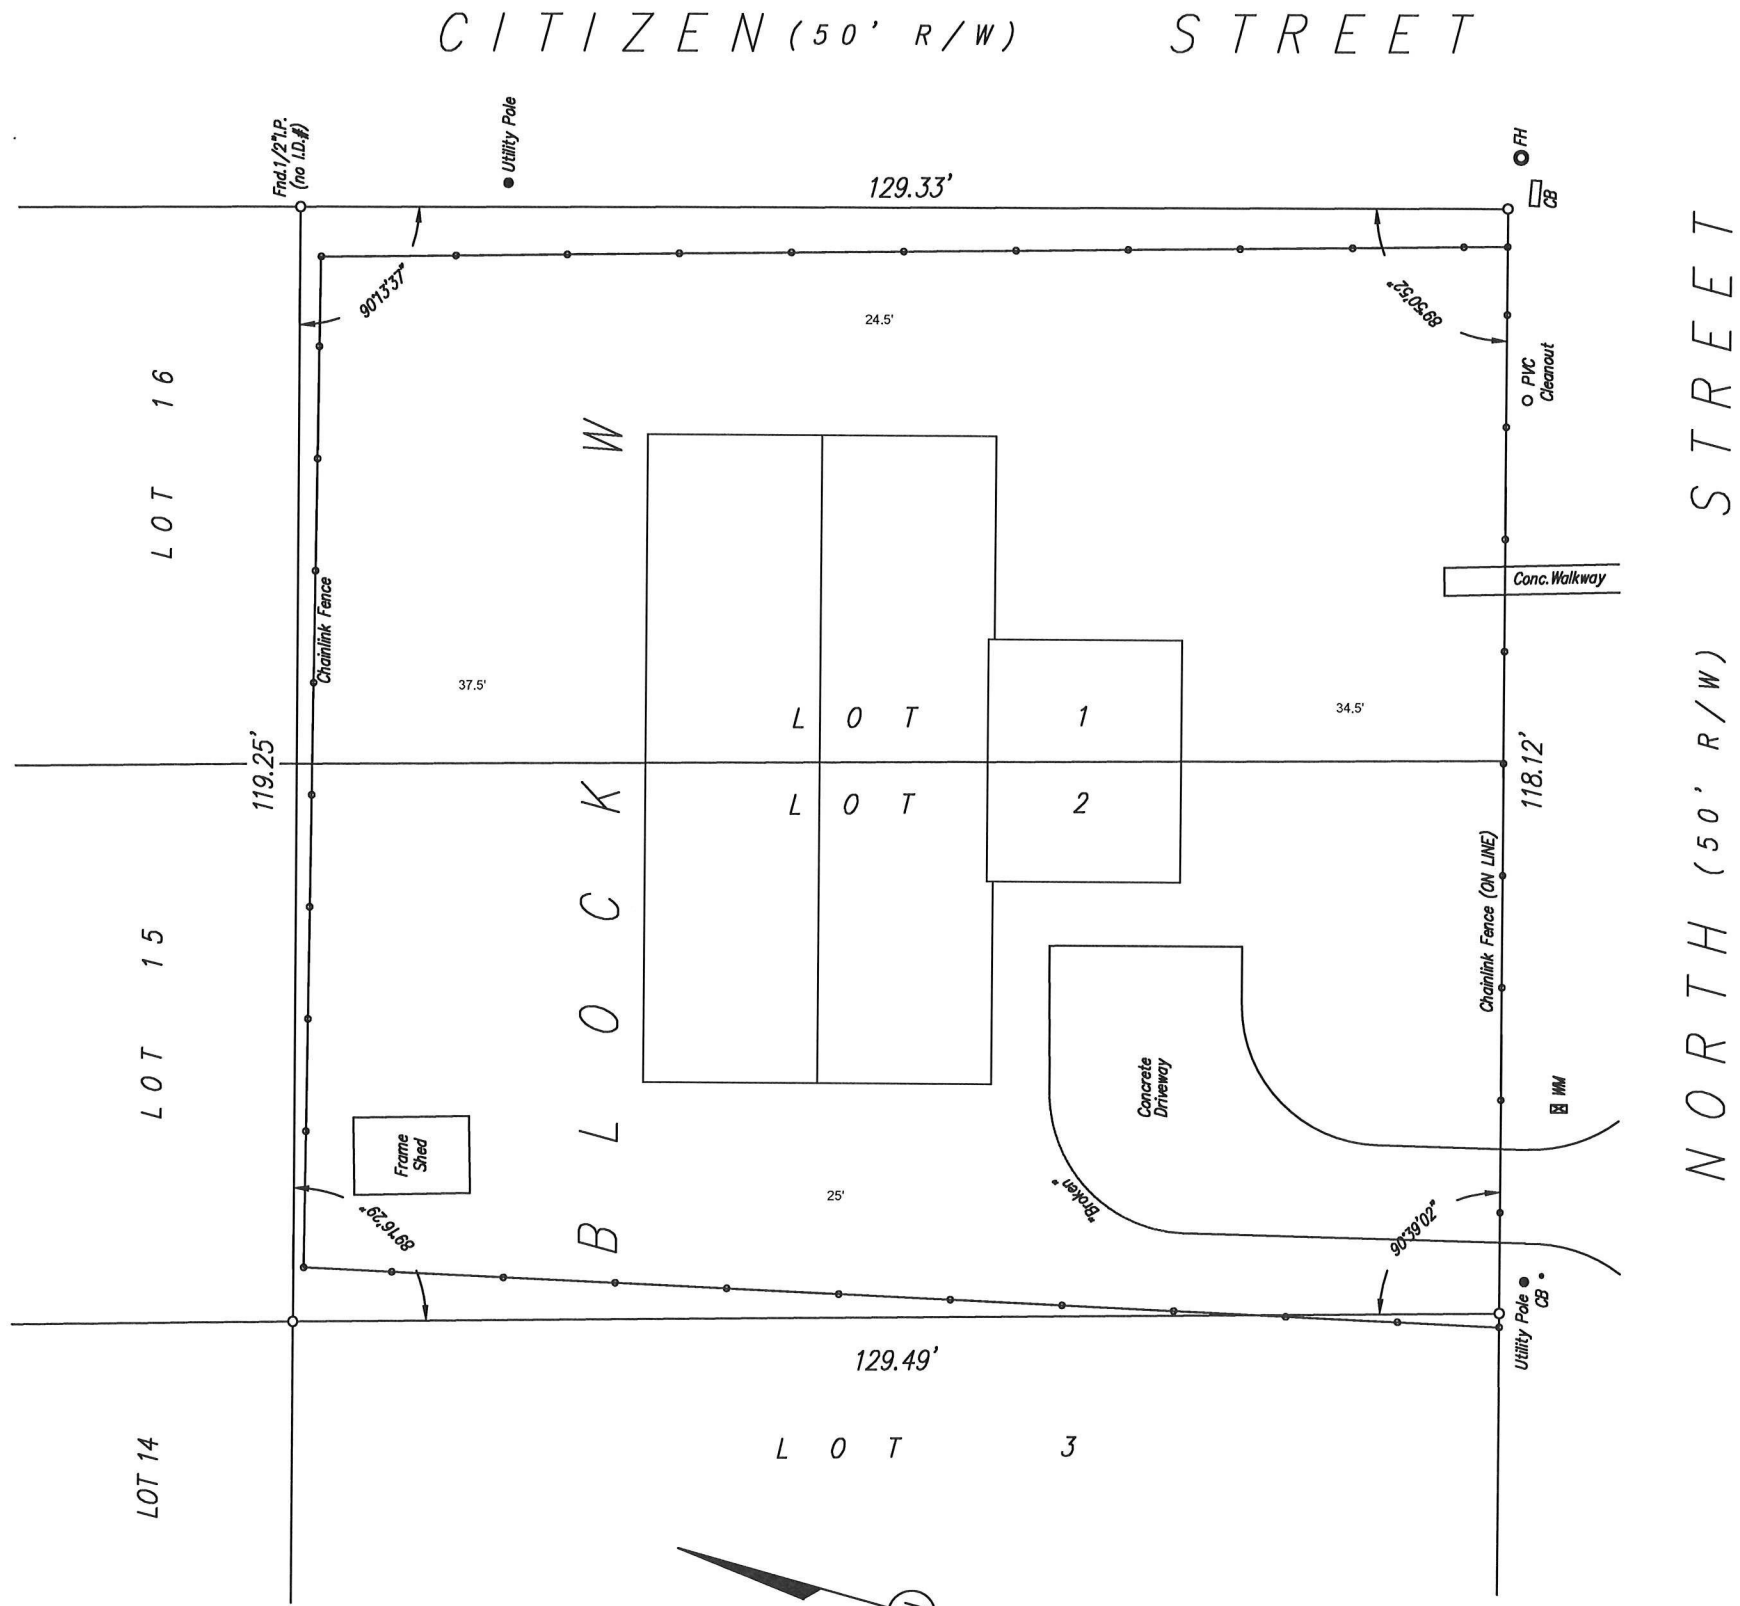 CITIZEN (50' R/W) STREET
Fnd.1/2"I.P.
(no I.D.#)
Utility Pole
FH
CB
129.33'
90°13'37"
89°50'52"
24.5'
PVC
Cleanout
LOT 16
Chainlink Fence
BLOCK W
Conc. Walkway
37.5'
34.5'
LOT 1
LOT 2
119.25'
118.12'
Chainlink Fence (ON LINE)
NORTH (50' R/W) STREET
LOT 15
Concrete
Driveway
WM
Frame
Shed
"Broken"
25'
89°16'29"
90°39'02"
Utility Pole
CB
129.49'
LOT 14
LOT 3